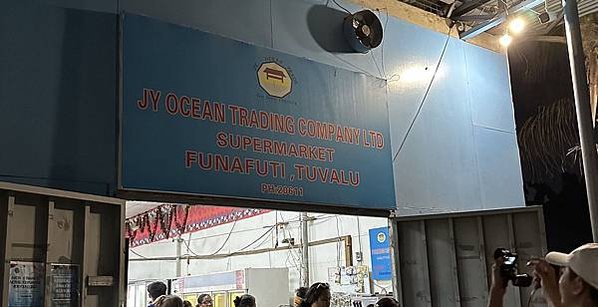 JY OCEAN TRADING COMPANY LTD
SUPERMARKET
FUNAFUTI ,TUVALU
PH:20611